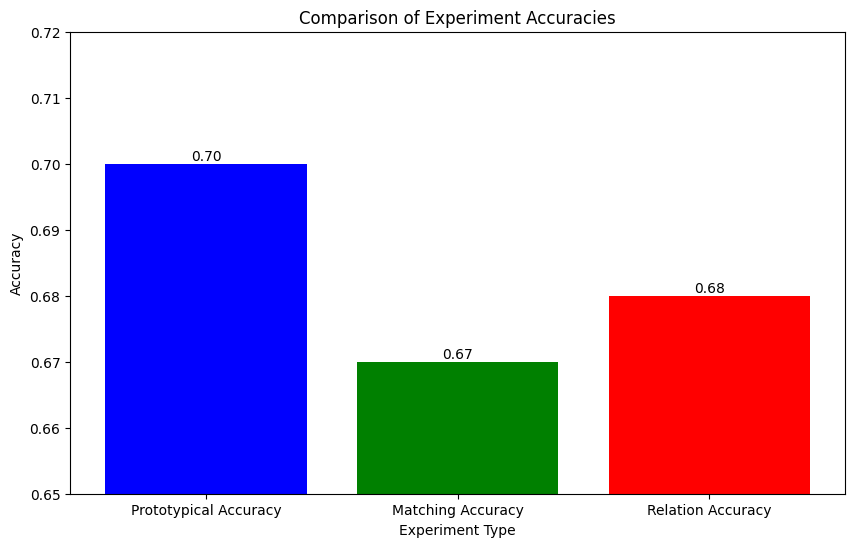 Comparison of Experiment Accuracies
0.72
0.71
0.70
0.69
0.68
0.67
0.66
0.65
Accuracy
0.70
0.67
0.68
Prototypical Accuracy
Matching Accuracy
Relation Accuracy
Experiment Type